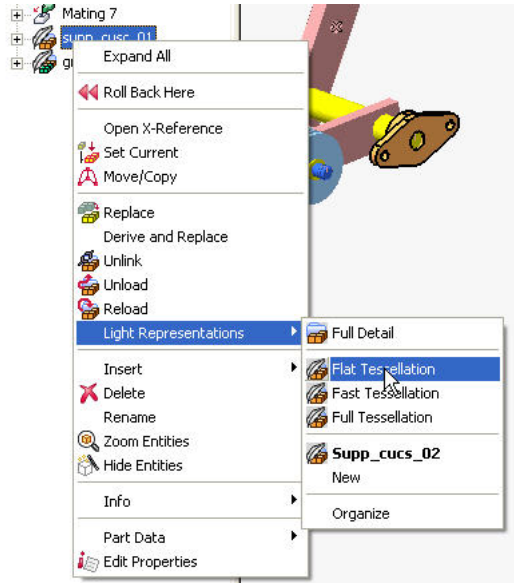 Mating 7
supp_cusc_01
Expand All
Roll Back Here
Open X-Reference
Set Current
Move/Copy
Replace
Derive and Replace
Unlink
Unload
Reload
Light Representations
Insert
Delete
Rename
Zoom Entities
Hide Entities
Info
Part Data
Edit Properties
Full Detail
Flat Tessellation
Fast Tessellation
Full Tessellation
Supp_cucs_02
New
Organize